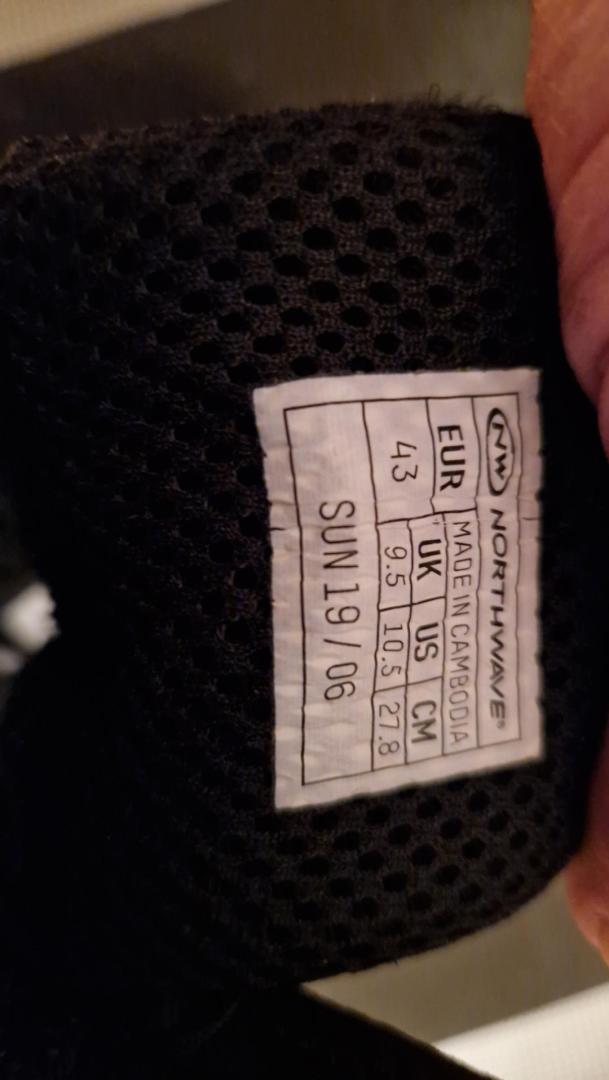 NW NORTHWAVE®
MADE IN CAMBODIA
EUR UK US CM
43 9.5 10.5 27.8
SUN19/06